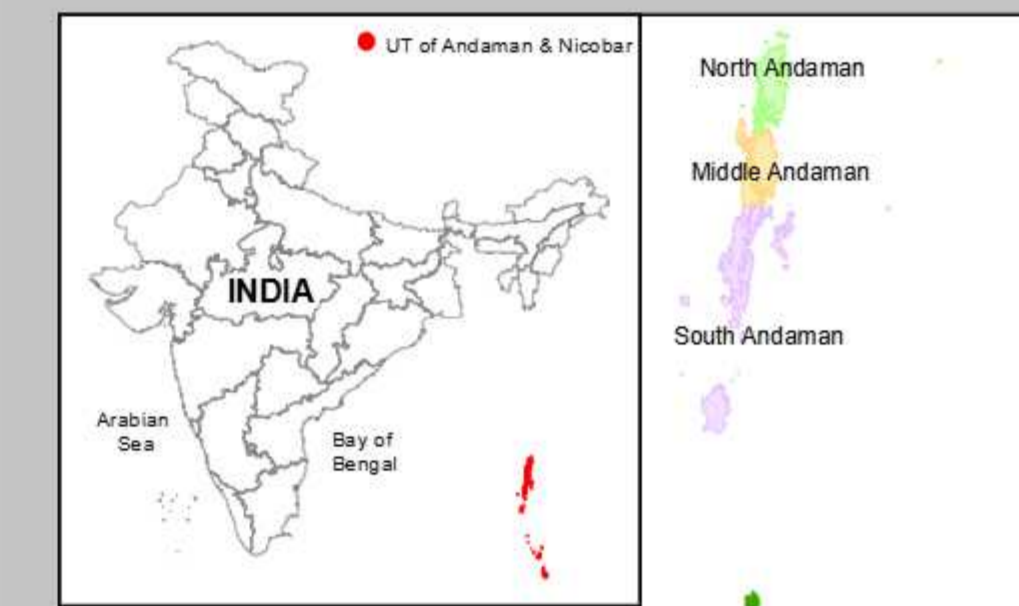 UT of Andaman & Nicobar
INDIA
Arabian
Sea
Bay of
Bengal
North Andaman
Middle Andaman
South Andaman